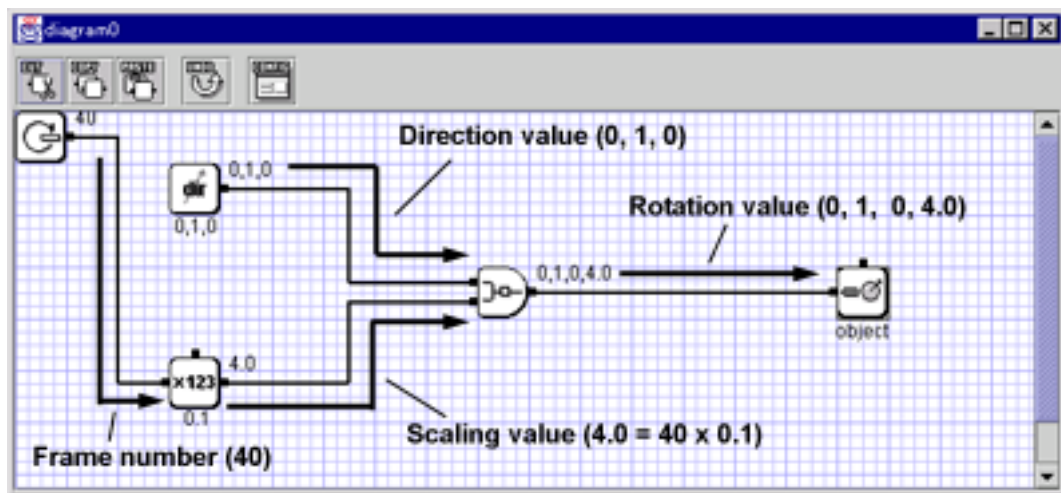 diagram0
40
Direction value (0, 1, 0)
0,1,0
dir
0,1,0
Rotation value (0, 1, 0, 4.0)
0,1,0,4.0
object
4.0
×123
0.1
Scaling value (4.0 = 40 x 0.1)
Frame number (40)